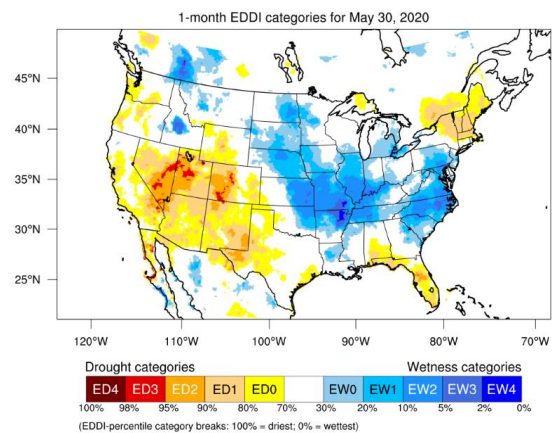 1-month EDDI categories for May 30, 2020
45°N
40°N
35°N
30°N
25°N
120°W 110°W 100°W 90°W 80°W 70°W
Drought categories Wetness categories
ED4 ED3 ED2 ED1 ED0 EW0 EW1 EW2 EW3 EW4
100% 98% 95% 90% 80% 70% 30% 20% 10% 5% 2% 0%
(EDDI-percentile category breaks: 100% = driest; 0% = wettest)